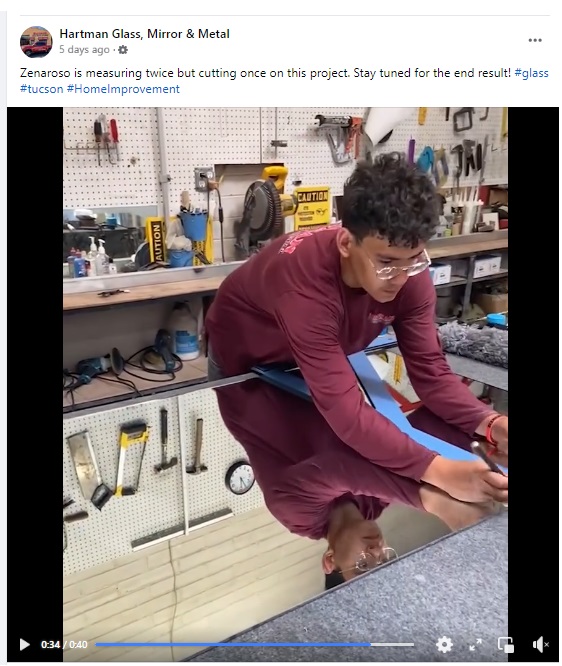 Hartman Glass, Mirror & Metal
5 days ago ·
Zenaroso is measuring twice but cutting once on this project. Stay tuned for the end result! #glass
#tucson #HomeImprovement
CAUTION
CAUTION
0:34 / 0:40